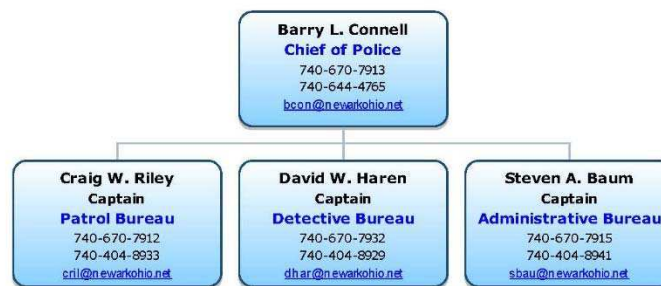 Barry L. Connell
Chief of Police
740-670-7913
740-644-4765
bcon@newarkohio.net
Craig W. Riley
Captain
Patrol Bureau
740-670-7912
740-404-8933
cril@newarkohio.net
David W. Haren
Captain
Detective Bureau
740-670-7932
740-404-8929
dhar@newarkohio.net
Steven A. Baum
Captain
Administrative Bureau
740-670-7915
740-404-8941
sbau@newarkohio.net